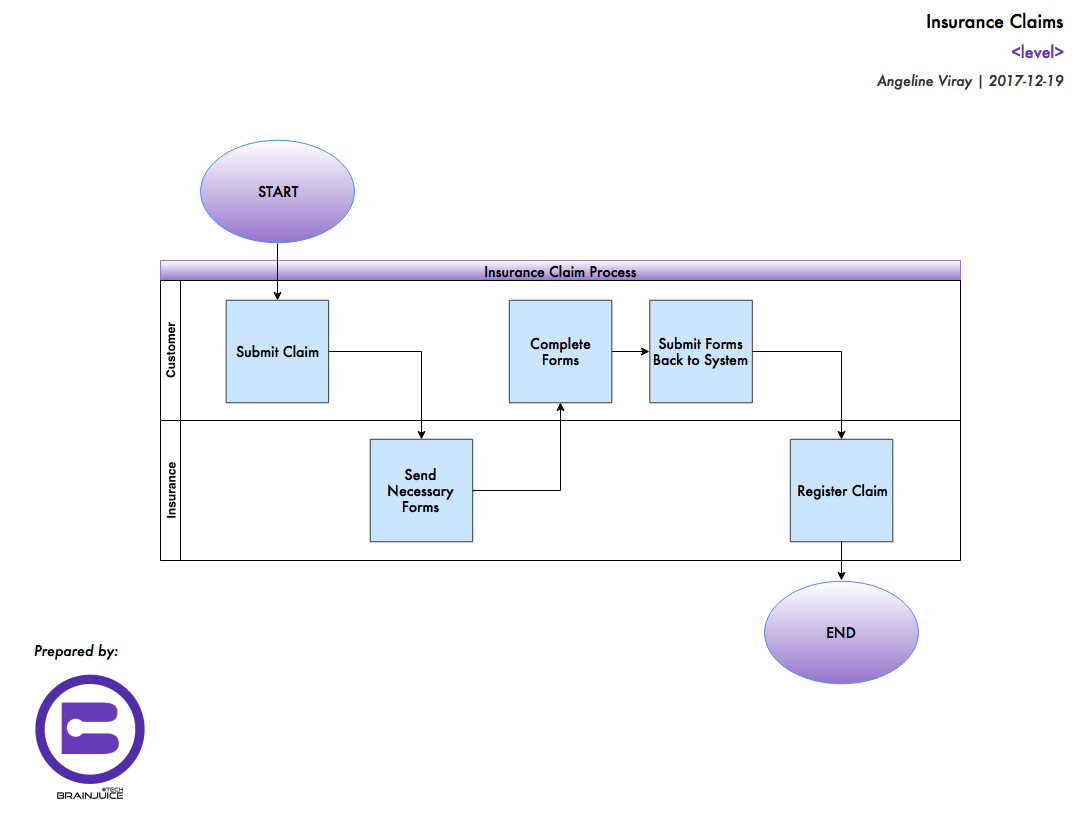 Insurance Claims
<level>
Angeline Viray | 2017-12-19
START
Insurance Claim Process
Customer
Submit Claim
Complete
Forms
Submit Forms
Back to System
Insurance
Send
Necessary
Forms
Register Claim
END
Prepared by:
TECH
BRAINJUICE